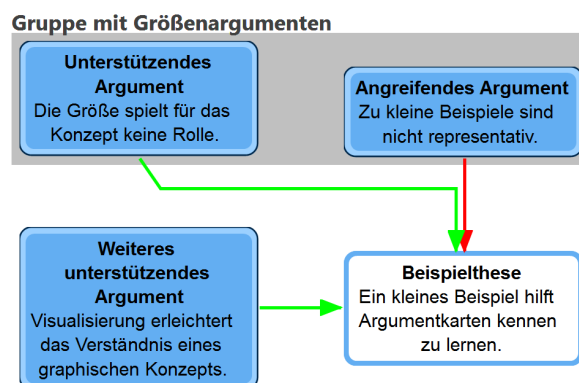 Gruppe mit Größenargumenten
Unterstützendes
Argument
Die Größe spielt für das
Konzept keine Rolle.
Angreifendes Argument
Zu kleine Beispiele sind
nicht representativ.
Weiteres
unterstützendes
Argument
Visualisierung erleichtert
das Verständnis eines
graphischen Konzepts.
Beispielthese
Ein kleines Beispiel hilft
Argumentkarten kennen
zu lernen.